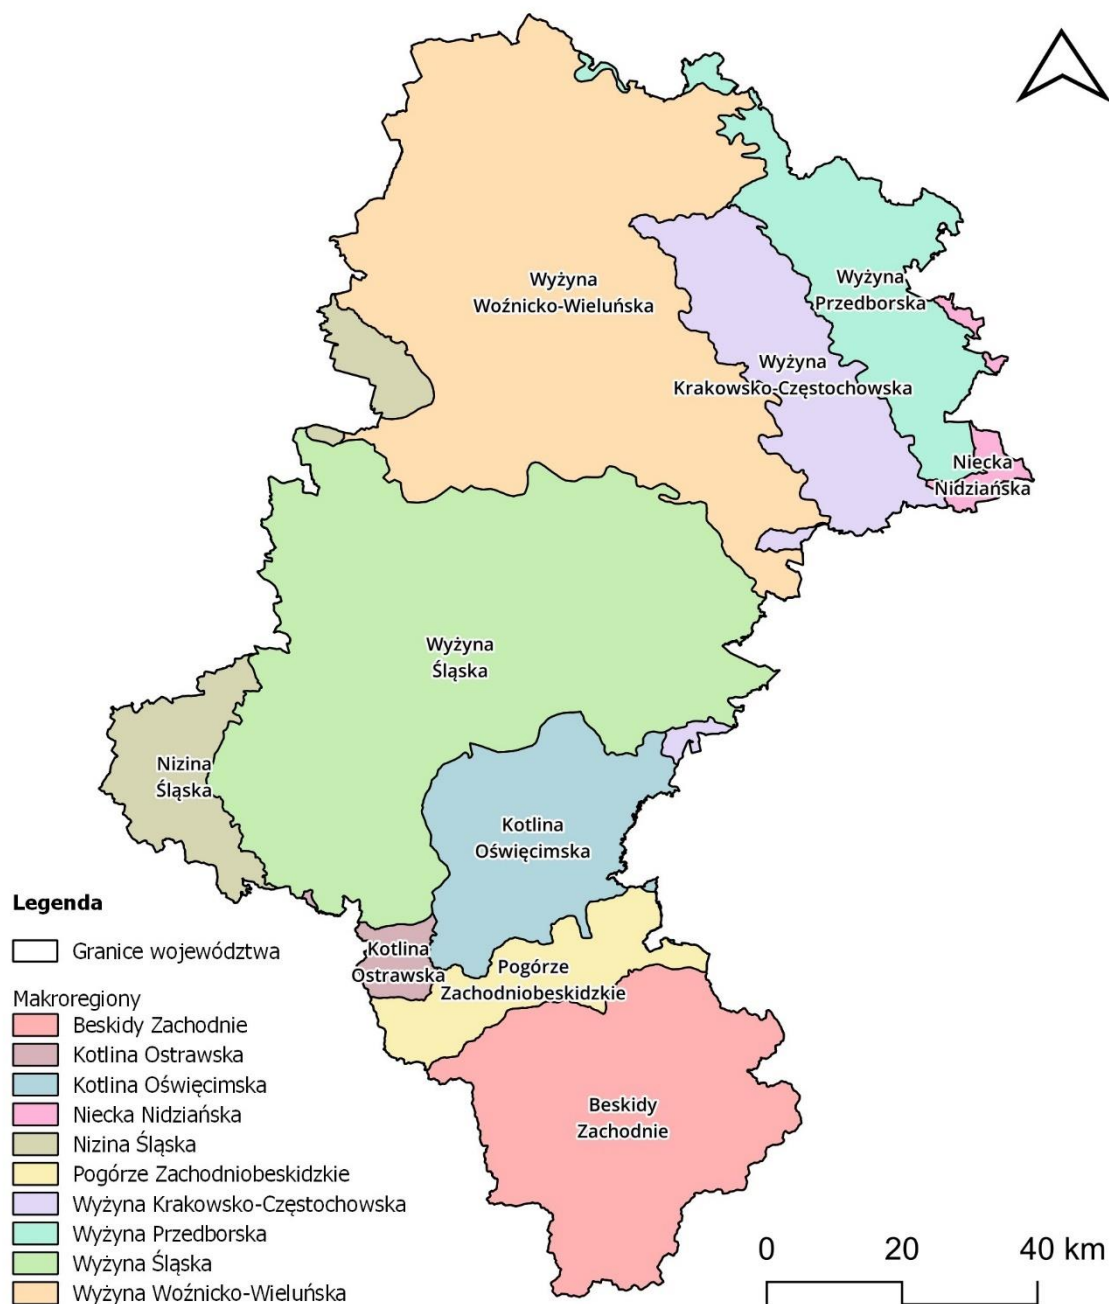 Wyżyna
Woźnicko-Wieluńska
Wyżyna
Przedborska
Wyżyna
Krakowsko-Częstochowska
Niecka
Nidziańska
Wyżyna
Śląska
Nizina
Śląska
Kotlina
Oświęcimska
Kotlina
Ostrawska
Pogórze
Zachodniobeskidzkie
Beskidy
Zachodnie
Legenda
Granice województwa
Makroregiony
Beskidy Zachodnie
Kotlina Ostrawska
Kotlina Oświęcimska
Niecka Nidziańska
Nizina Śląska
Pogórze Zachodniobeskidzkie
Wyżyna Krakowsko-Częstochowska
Wyżyna Przedborska
Wyżyna Śląska
Wyżyna Woźnicko-Wieluńska
0 20 40 km